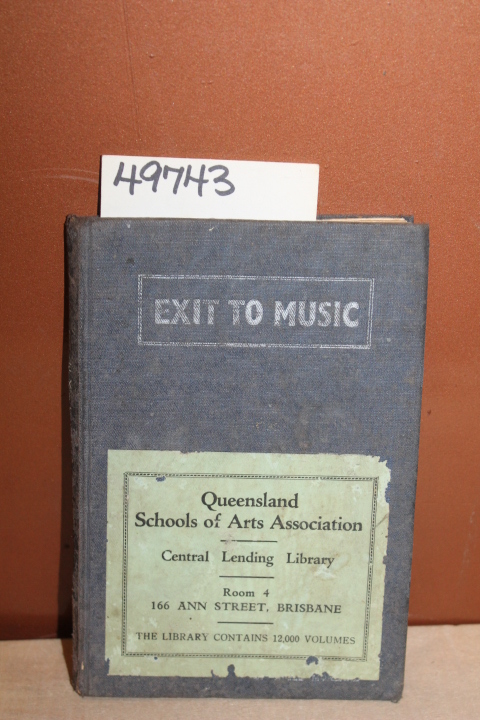 49743
EXIT TO MUSIC
Queensland
Schools of Arts Association
Central Lending Library
Room 4
166 ANN STREET, BRISBANE
THE LIBRARY CONTAINS 12,000 VOLUMES